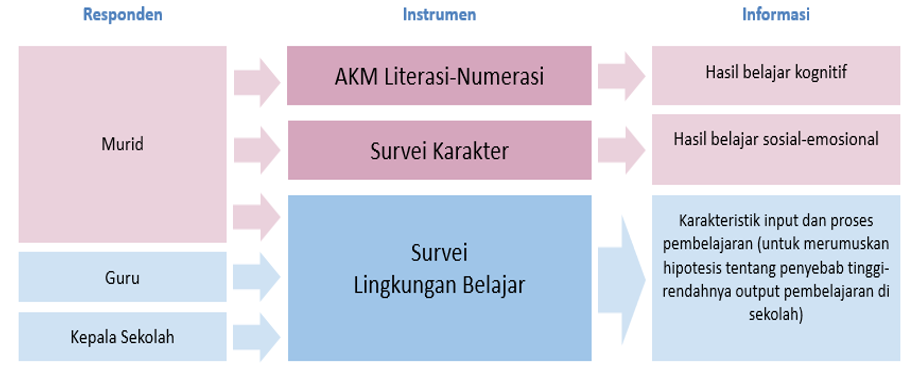 Responden
Instrumen
Informasi
Murid
AKM Literasi-Numerasi
Hasil belajar kognitif
Survei Karakter
Hasil belajar sosial-emosional
Survei
Lingkungan Belajar
Karakteristik input dan proses
pembelajaran (untuk merumuskan
hipotesis tentang penyebab tinggi-
rendahnya output pembelajaran di
sekolah)
Guru
Kepala Sekolah